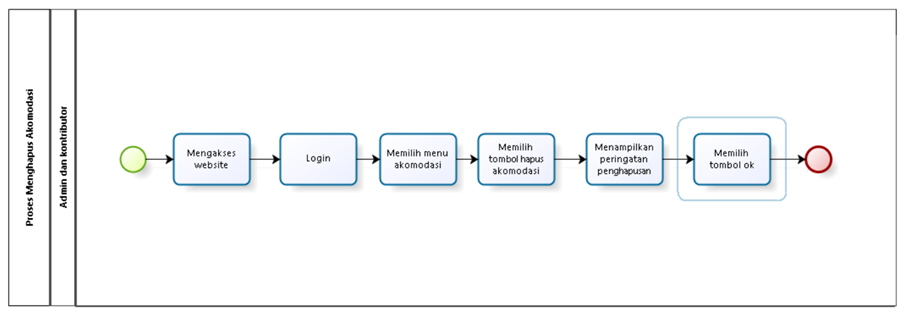 Proses Menghapus Akomodasi
Admin dan kontributor
Mengakses
website
Login
Memilih menu
akomodasi
Memilih
tombol hapus
akomodasi
Menampilkan
peringatan
penghapusan
Memilih
tombol ok